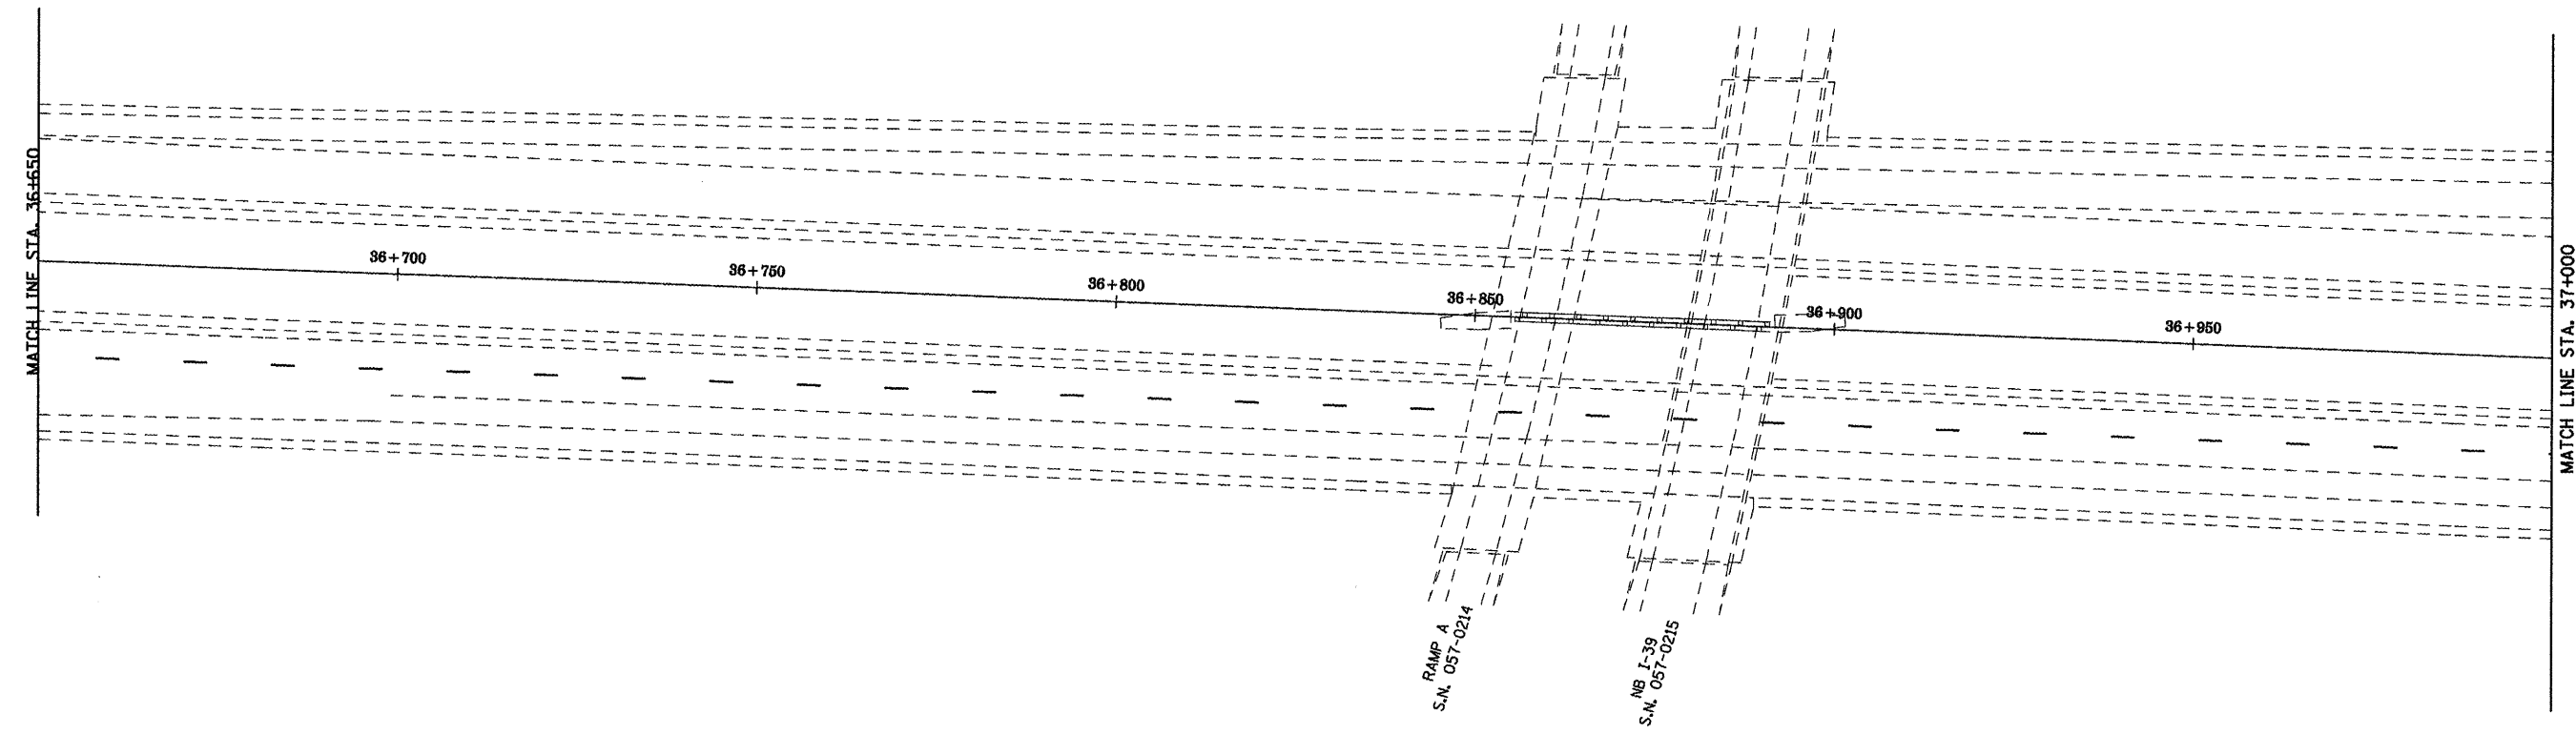 MATCH LINE STA. 36+650
36+700
36+750
36+800
36+850
36+900
36+950
MATCH LINE STA. 37+000
RAMP A
S.N. 057-0214
NB I-39
S.N. 057-0215